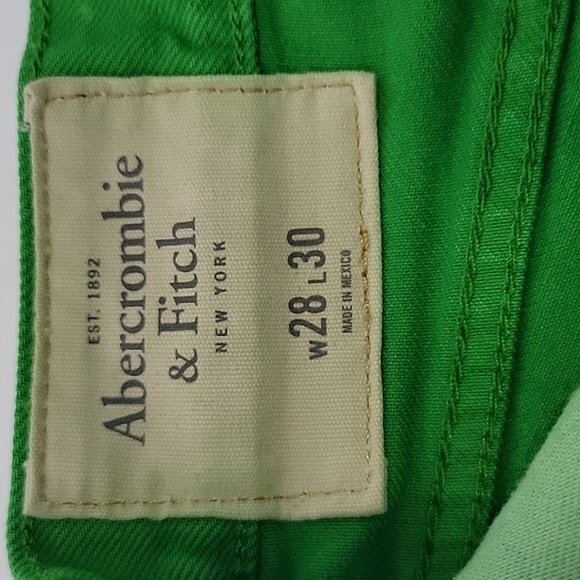 EST. 1892
Abercrombie
& Fitch
NEW YORK
W28 L30
MADE IN MEXICO